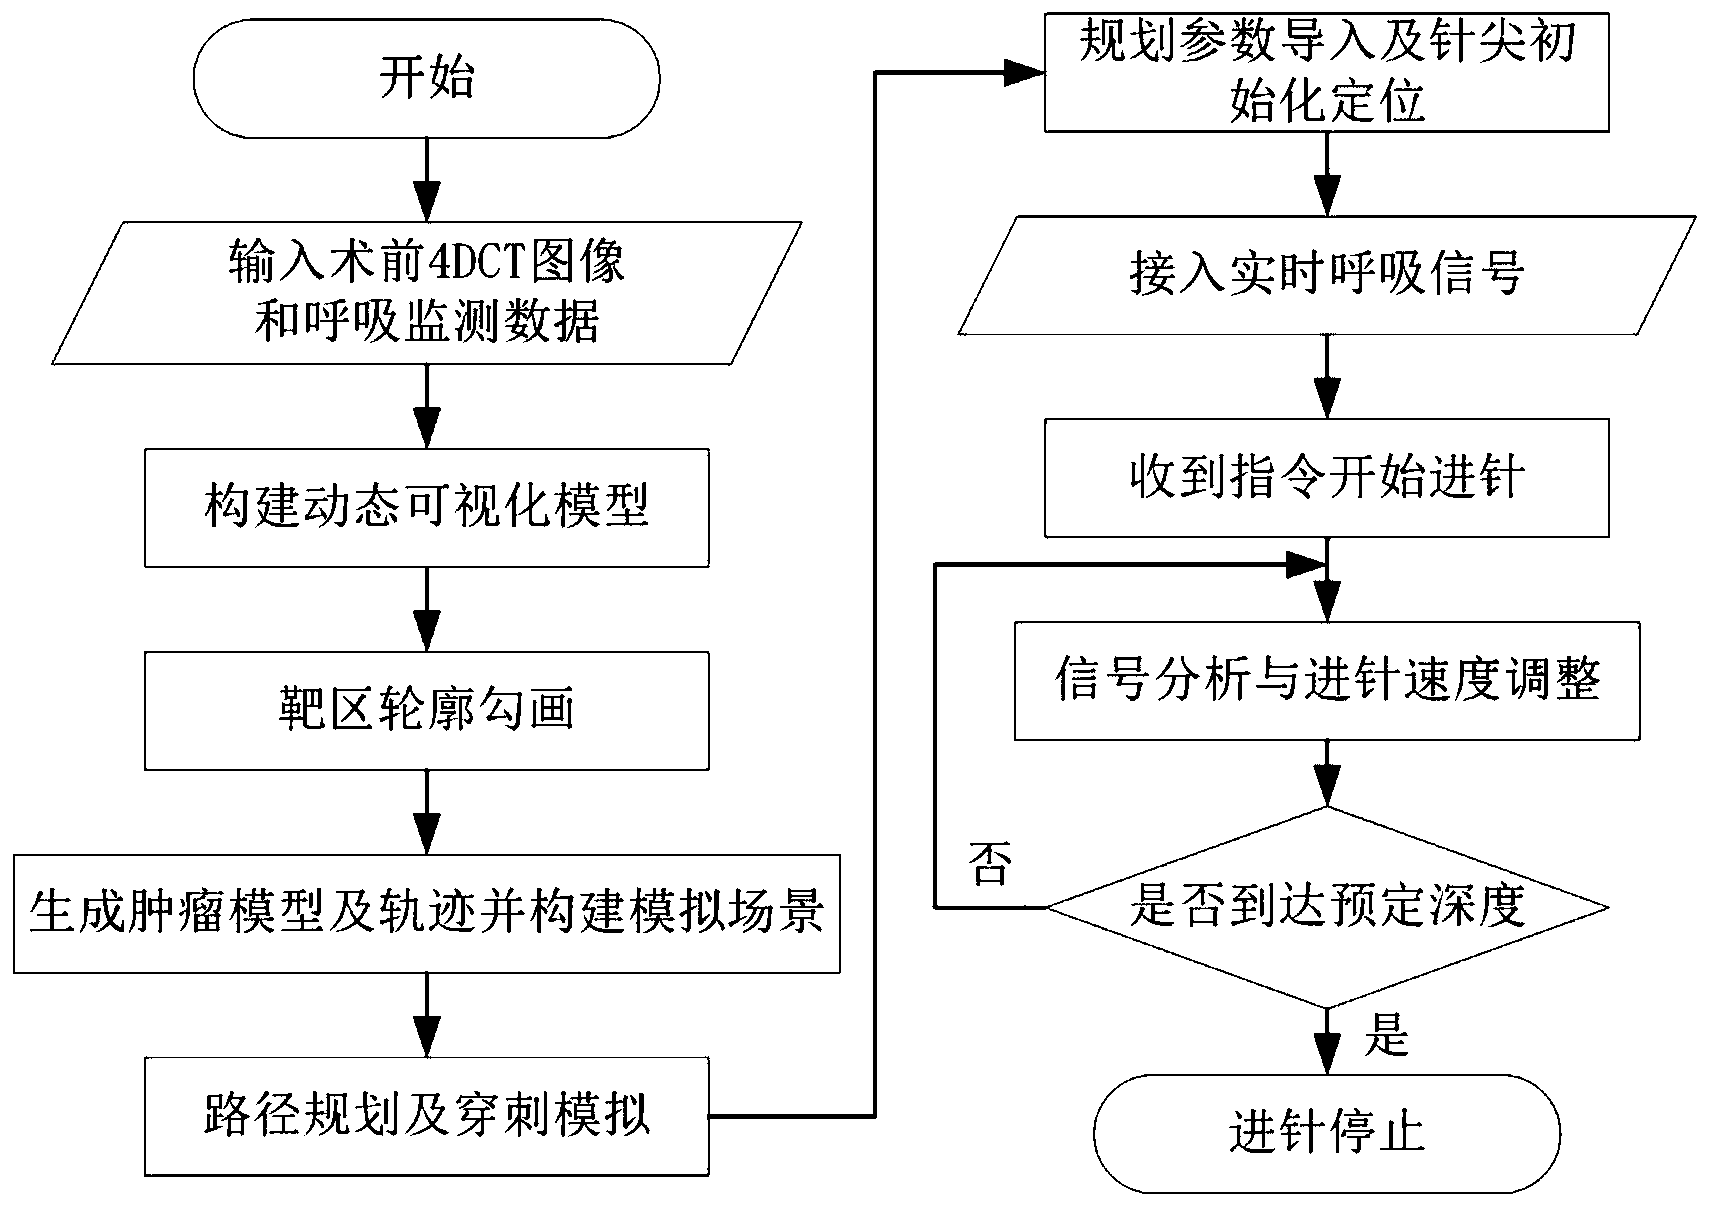 开始
输入术前4DCT图像
和呼吸监测数据
构建动态可视化模型
靶区轮廓勾画
生成肿瘤模型及轨迹并构建模拟场景
路径规划及穿刺模拟
规划参数导入及针尖初
始化定位
接入实时呼吸信号
收到指令开始进针
信号分析与进针速度调整
否
是否到达预定深度
是
进针停止